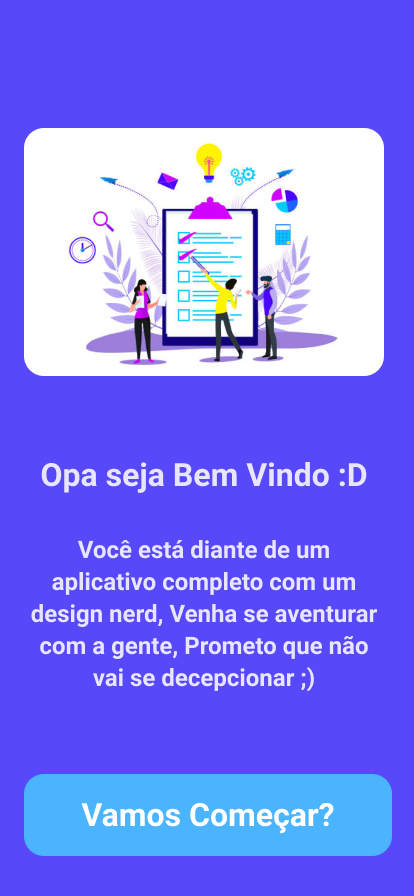 Opa seja Bem Vindo :D
Você está diante de um
aplicativo completo com um
design nerd, Venha se aventurar
com a gente, Prometo que não
vai se decepcionar ;)
Vamos Começar?